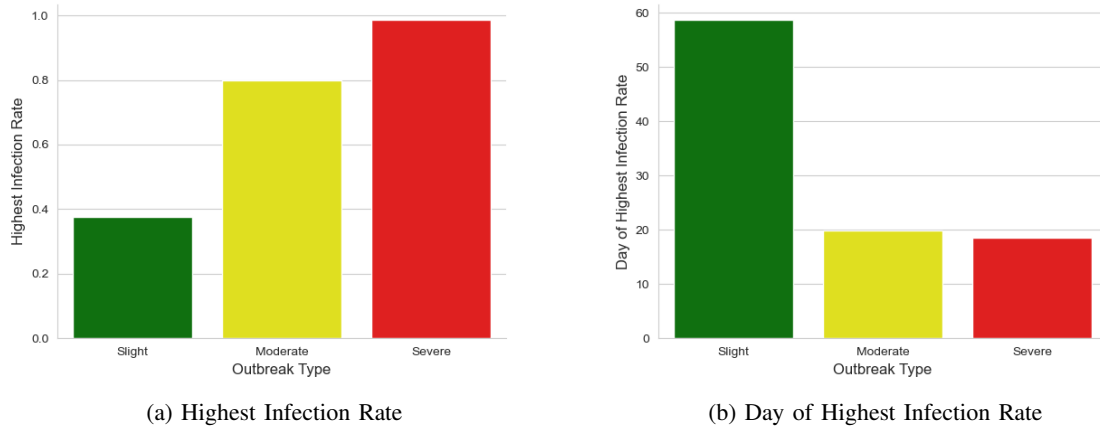 Highest Infection Rate
1.0
0.8
0.6
0.4
0.2
0.0
Slight Moderate Severe
Outbreak Type
(a) Highest Infection Rate
Day of Highest Infection Rate
60
50
40
30
20
10
0
Slight Moderate Severe
Outbreak Type
(b) Day of Highest Infection Rate